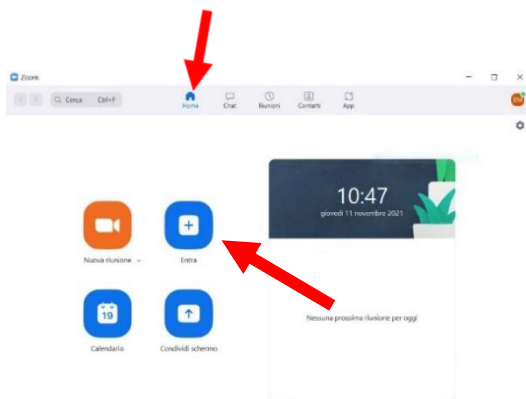 Zoom
Cerca Ctrl+F
Home Chat Riunioni Contatti App
10:47
giovedì 11 novembre 2021
Nuova riunione
Entra
19
Calendario
Condividi schermo
Nessuna prossima riunione per oggi